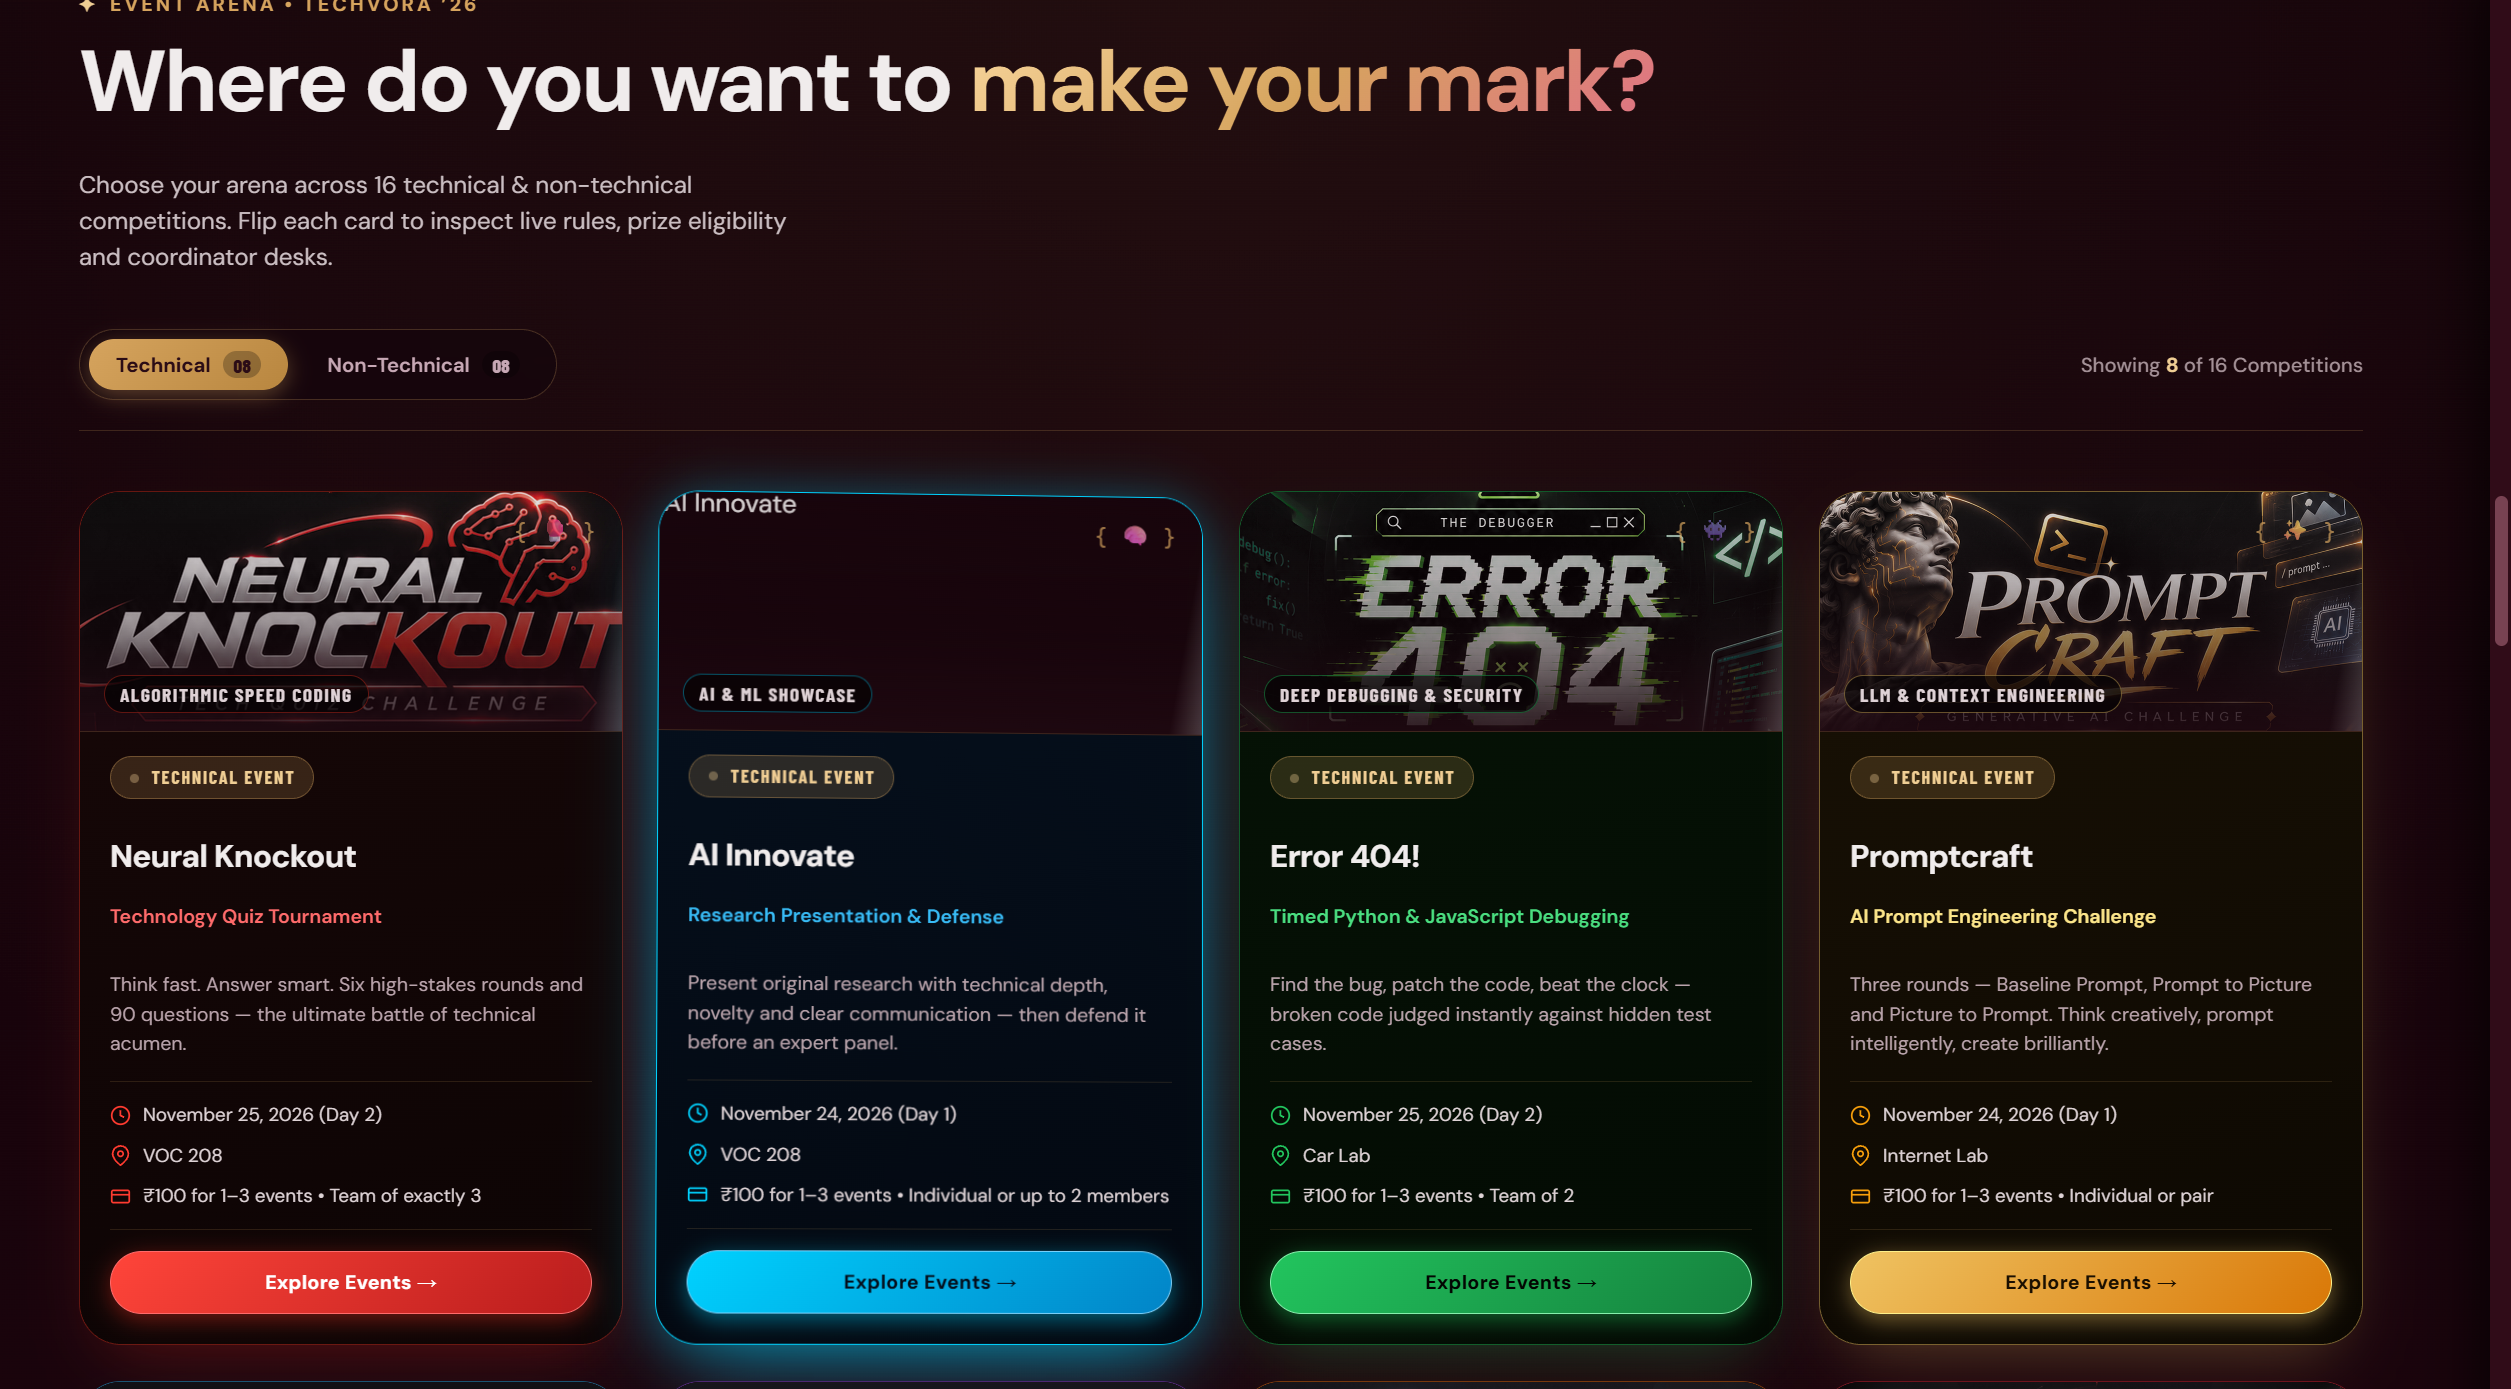 ✦ EVENT ARENA • TECHVORA '26
Where do you want to make your mark?
Choose your arena across 16 technical & non-technical
competitions. Flip each card to inspect live rules, prize eligibility
and coordinator desks.
Technical 08
Non-Technical 08
Showing 8 of 16 Competitions
NEURAL
KNOCKOUT
CHALLENGE
ALGORITHMIC SPEED CODING
TECHNICAL EVENT
Neural Knockout
Technology Quiz Tournament
Think fast. Answer smart. Six high-stakes rounds and
90 questions — the ultimate battle of technical
acumen.
November 25, 2026 (Day 2)
VOC 208
₹100 for 1–3 events • Team of exactly 3
Explore Events →
AI Innovate
{ }
AI & ML SHOWCASE
TECHNICAL EVENT
AI Innovate
Research Presentation & Defense
Present original research with technical depth,
novelty and clear communication — then defend it
before an expert panel.
November 24, 2026 (Day 1)
VOC 208
₹100 for 1–3 events • Individual or up to 2 members
Explore Events →
THE DEBUGGER
debug():
if error:
fix()
return True
</>
ERROR
404
DEEP DEBUGGING & SECURITY
TECHNICAL EVENT
Error 404!
Timed Python & JavaScript Debugging
Find the bug, patch the code, beat the clock —
broken code judged instantly against hidden test
cases.
November 25, 2026 (Day 2)
Car Lab
₹100 for 1–3 events • Team of 2
Explore Events →
>_
/ prompt ...
AI
PROMPT
CRAFT
GENERATIVE AI CHALLENGE
LLM & CONTEXT ENGINEERING
TECHNICAL EVENT
Promptcraft
AI Prompt Engineering Challenge
Three rounds — Baseline Prompt, Prompt to Picture
and Picture to Prompt. Think creatively, prompt
intelligently, create brilliantly.
November 24, 2026 (Day 1)
Internet Lab
₹100 for 1–3 events • Individual or pair
Explore Events →